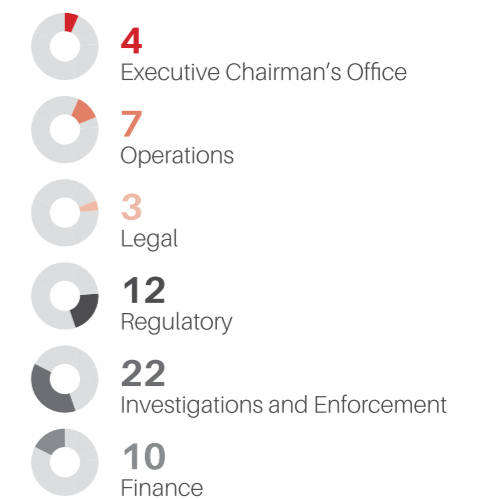 4
Executive Chairman’s Office
7
Operations
3
Legal
12
Regulatory
22
Investigations and Enforcement
10
Finance